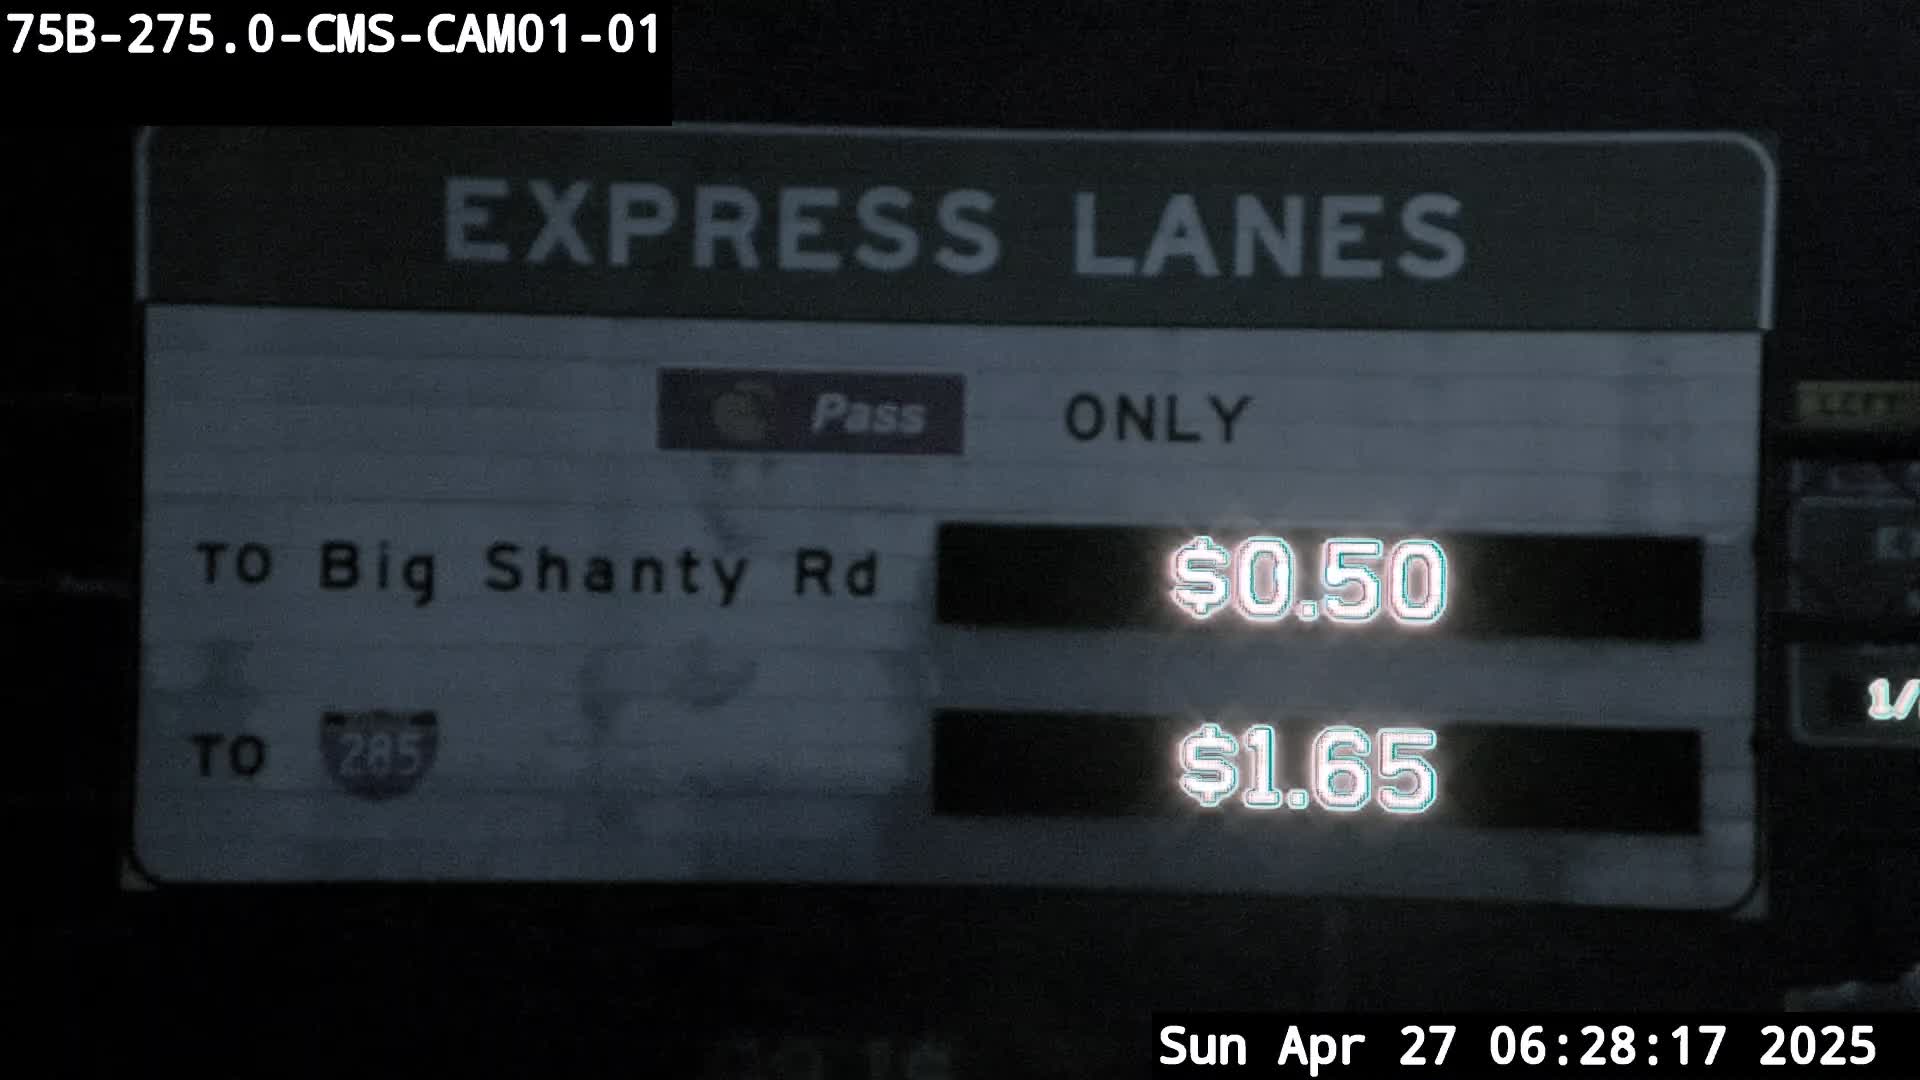 75B-275.0-CMS-CAM01-01
EXPRESS LANES
Pass ONLY
TO Big Shanty Rd $0.50
TO 285 $1.65
1/
Sun Apr 27 06:28:17 2025